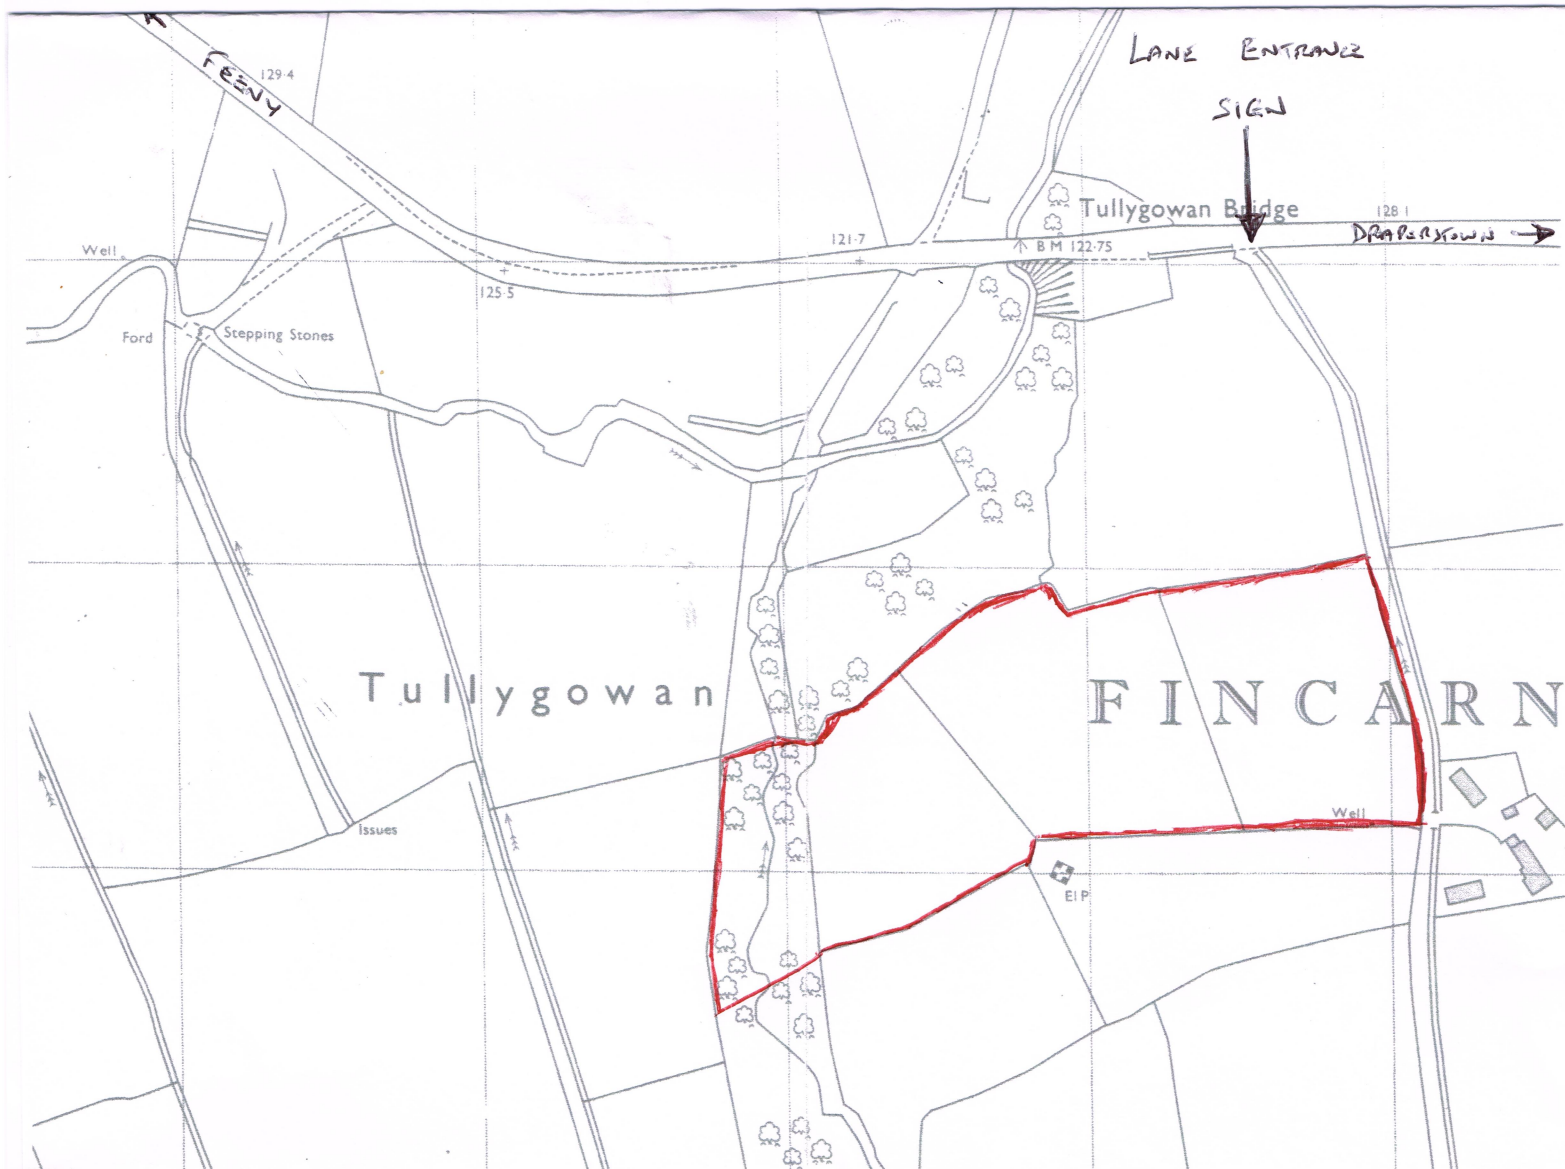 LANE ENTRANCE
SIGN
FEENY
129·4
Tullygowan Bridge
128·1
DRAPERSTOWN
121·7
B M 122·75
Well
125·5
Ford
Stepping Stones
Tullygowan
FINCARN
Well
Issues
El P